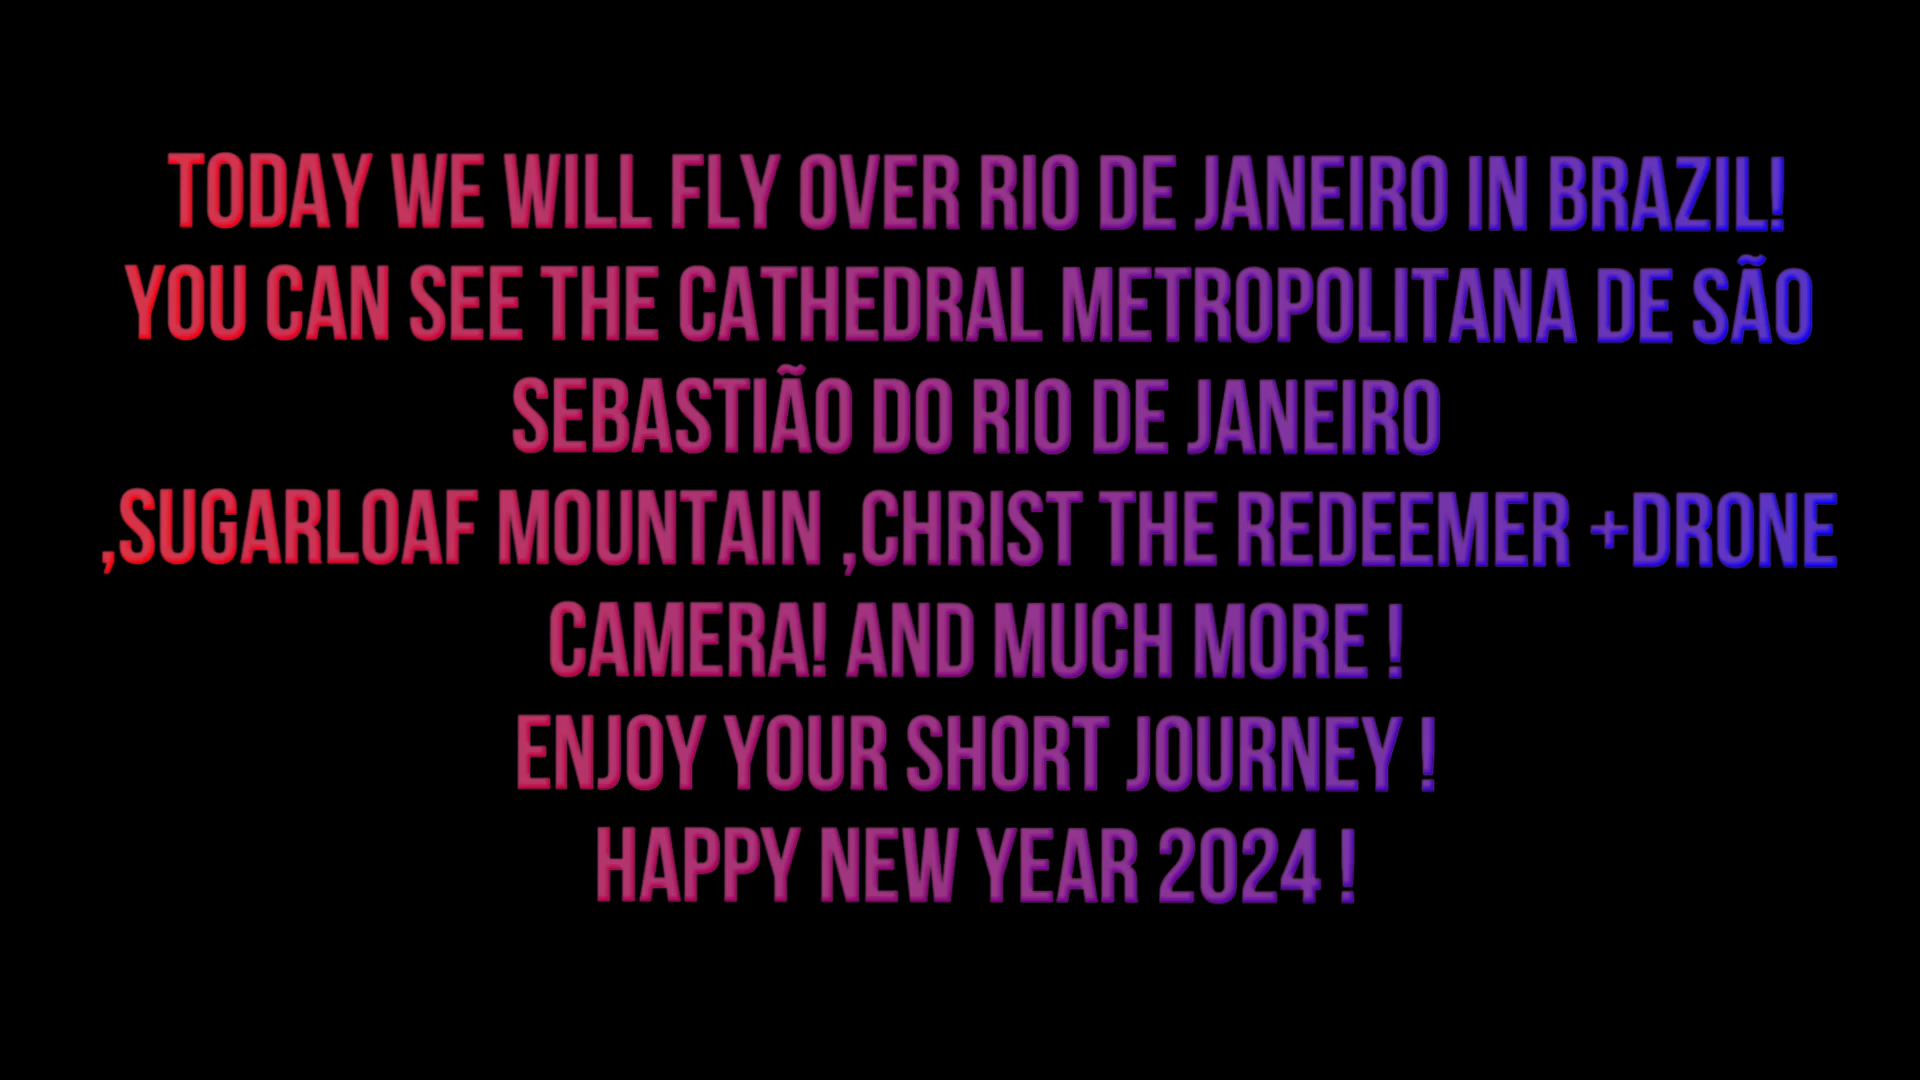 TODAY WE WILL FLY OVER RIO DE JANEIRO IN BRAZIL!
YOU CAN SEE THE CATHEDRAL METROPOLITANA DE SÃO
SEBASTIÃO DO RIO DE JANEIRO
,SUGARLOAF MOUNTAIN ,CHRIST THE REDEEMER +DRONE
CAMERA! AND MUCH MORE !
ENJOY YOUR SHORT JOURNEY !
HAPPY NEW YEAR 2024 !